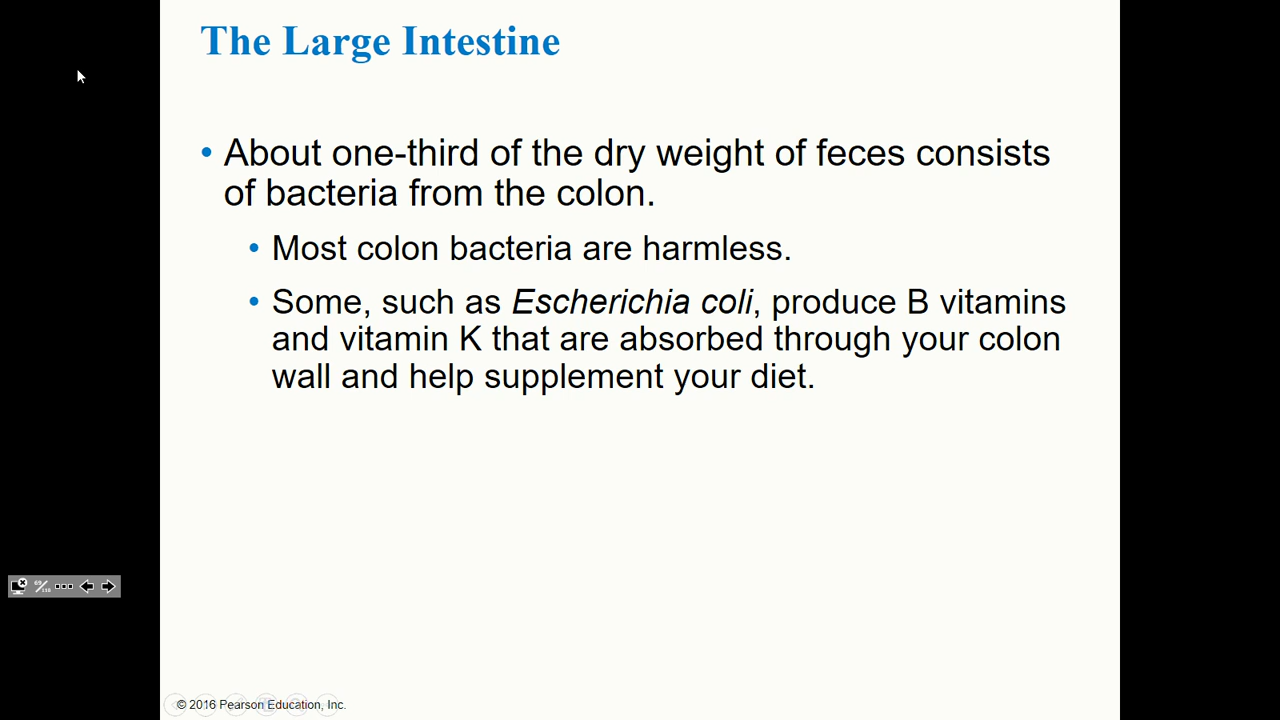 The Large Intestine
• About one-third of the dry weight of feces consists
of bacteria from the colon.
• Most colon bacteria are harmless.
• Some, such as Escherichia coli, produce B vitamins
and vitamin K that are absorbed through your colon
wall and help supplement your diet.
69/110
© 2016 Pearson Education, Inc.